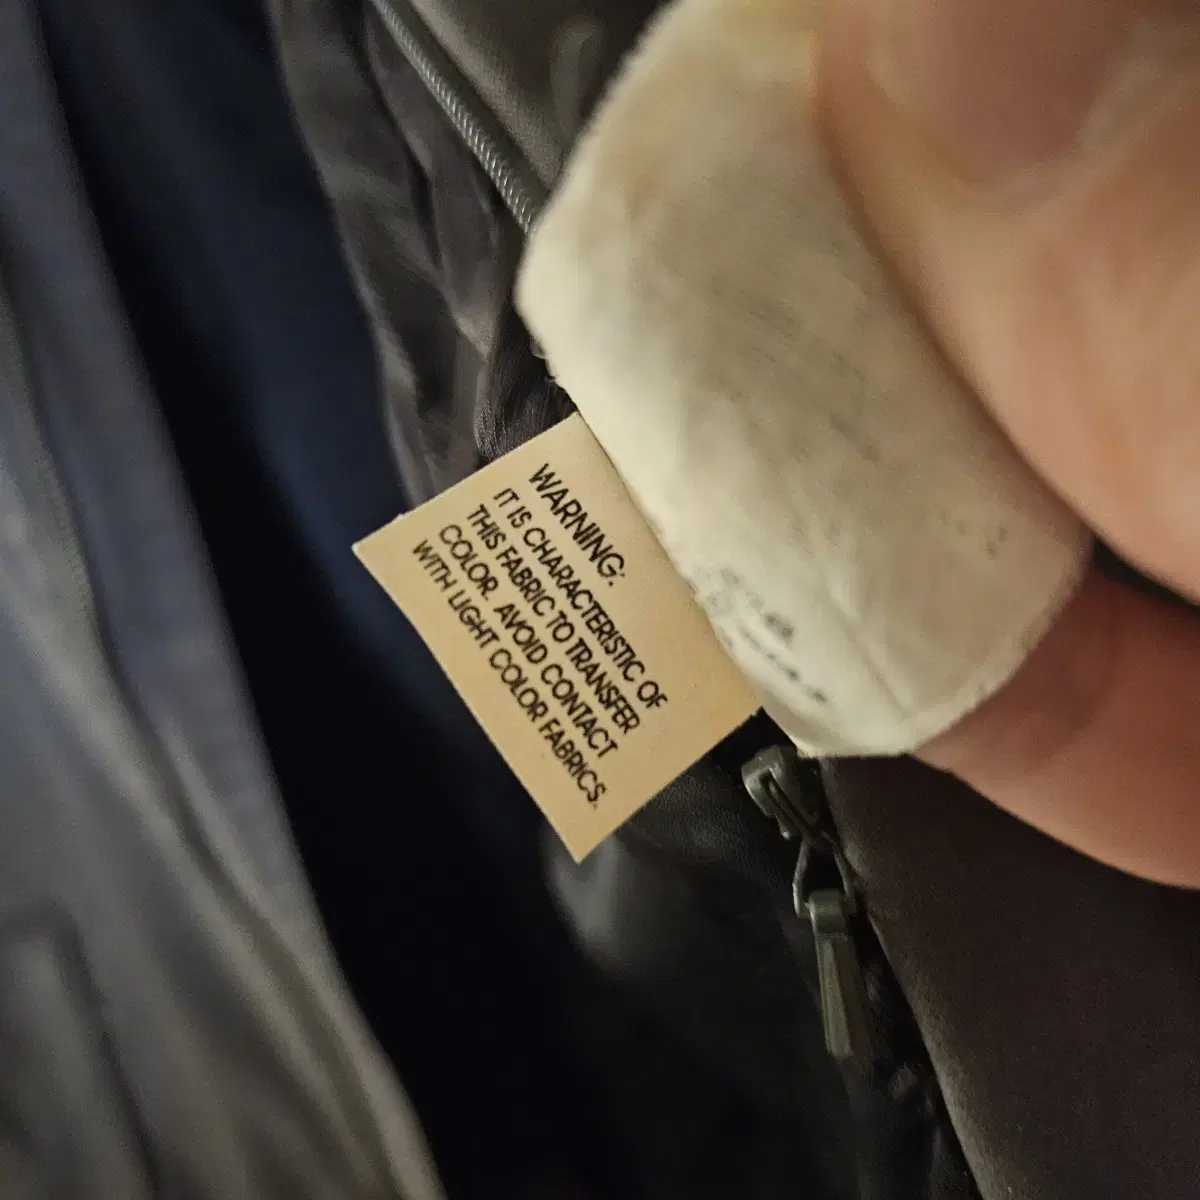 WARNING:
IT IS CHARACTERISTIC OF
THIS FABRIC TO TRANSFER
COLOR. AVOID CONTACT
WITH LIGHT COLOR FABRICS.